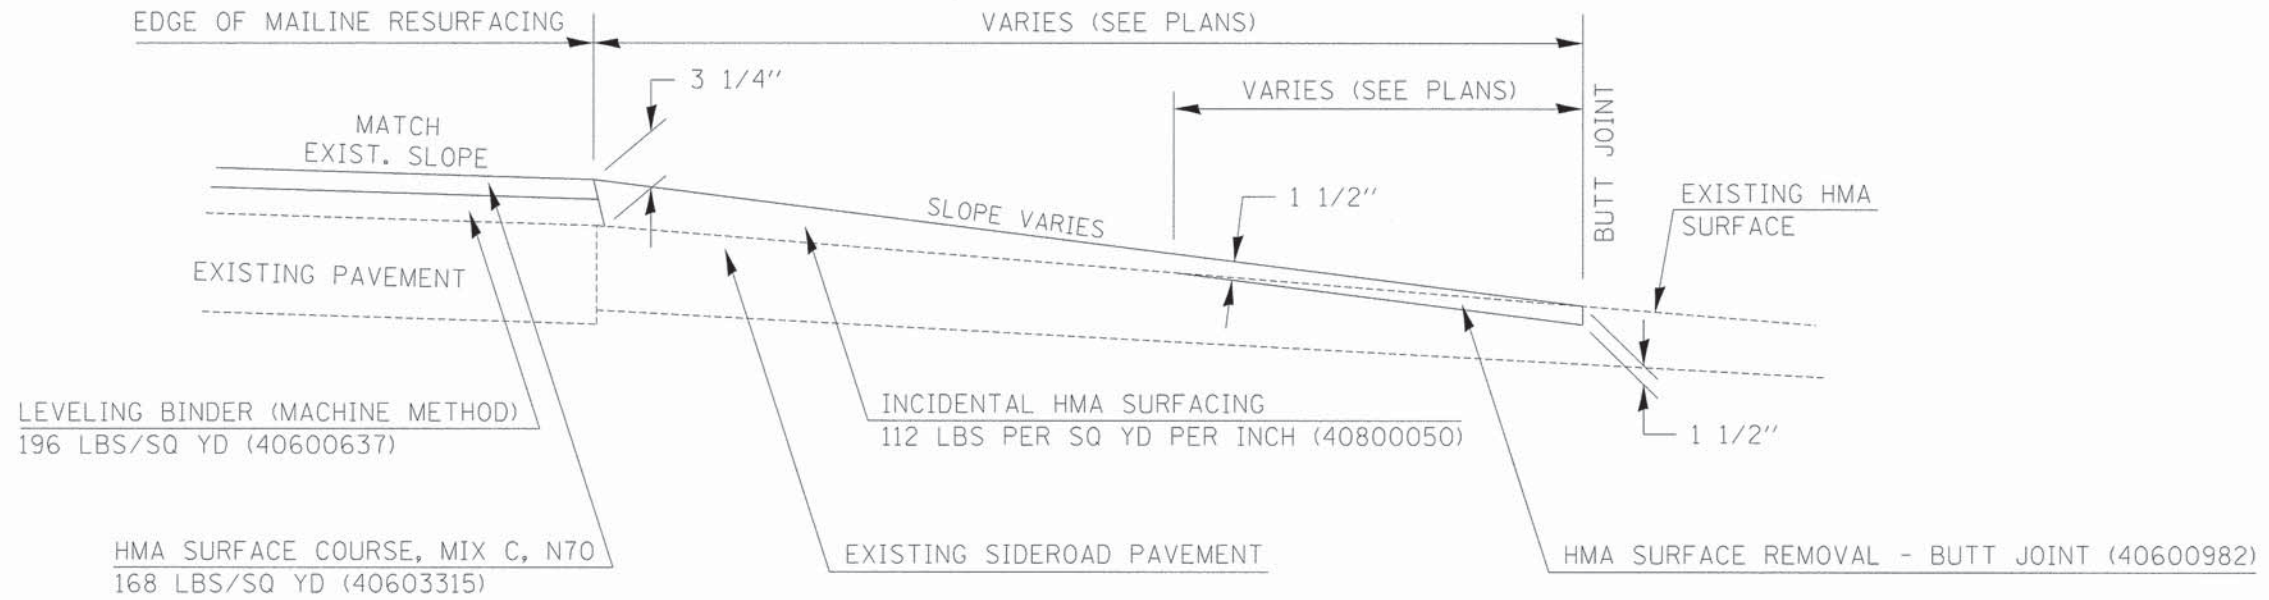 EDGE OF MAILINE RESURFACING
VARIES (SEE PLANS)
3 1/4"
VARIES (SEE PLANS)
BUTT JOINT
MATCH
EXIST. SLOPE
SLOPE VARIES
1 1/2"
EXISTING HMA
SURFACE
EXISTING PAVEMENT
LEVELING BINDER (MACHINE METHOD)
196 LBS/SQ YD (40600637)
INCIDENTAL HMA SURFACING
112 LBS PER SQ YD PER INCH (40800050)
1 1/2"
HMA SURFACE COURSE, MIX C, N70
168 LBS/SQ YD (40603315)
EXISTING SIDEROAD PAVEMENT
HMA SURFACE REMOVAL - BUTT JOINT (40600982)